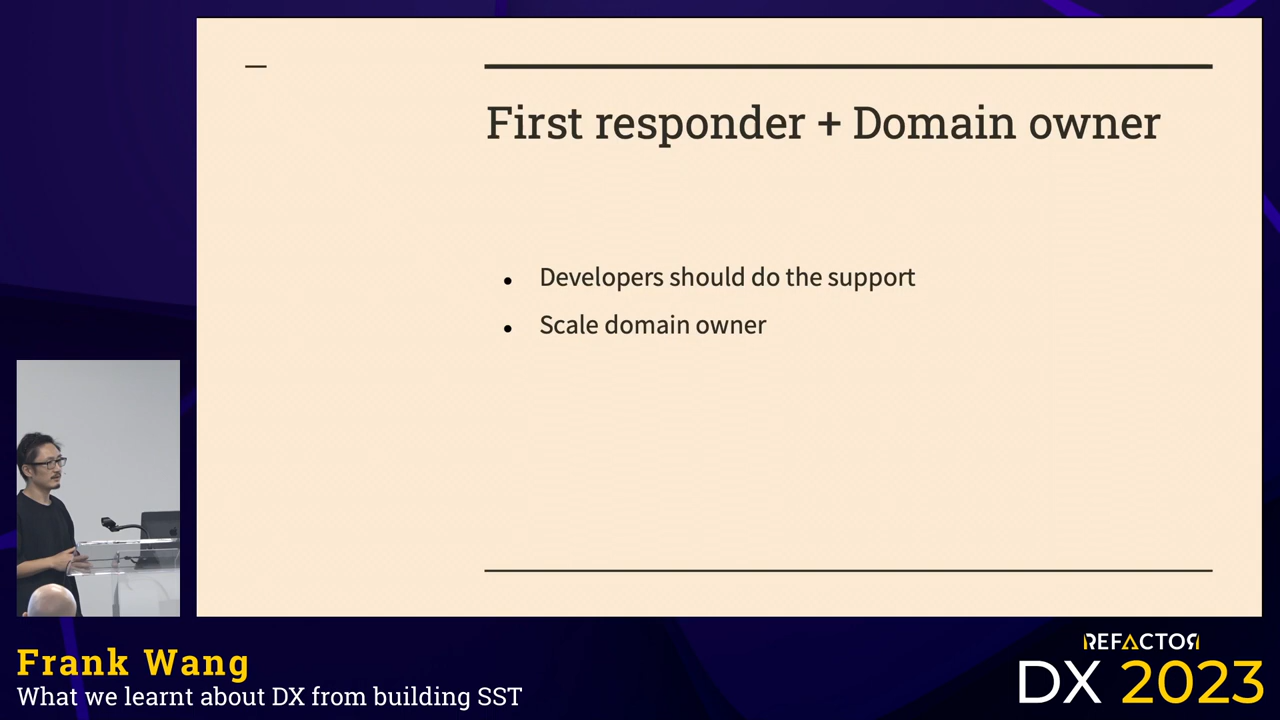 First responder + Domain owner
Developers should do the support
Scale domain owner
Frank Wang
What we learnt about DX from building SST
REFACTOR
DX 2023